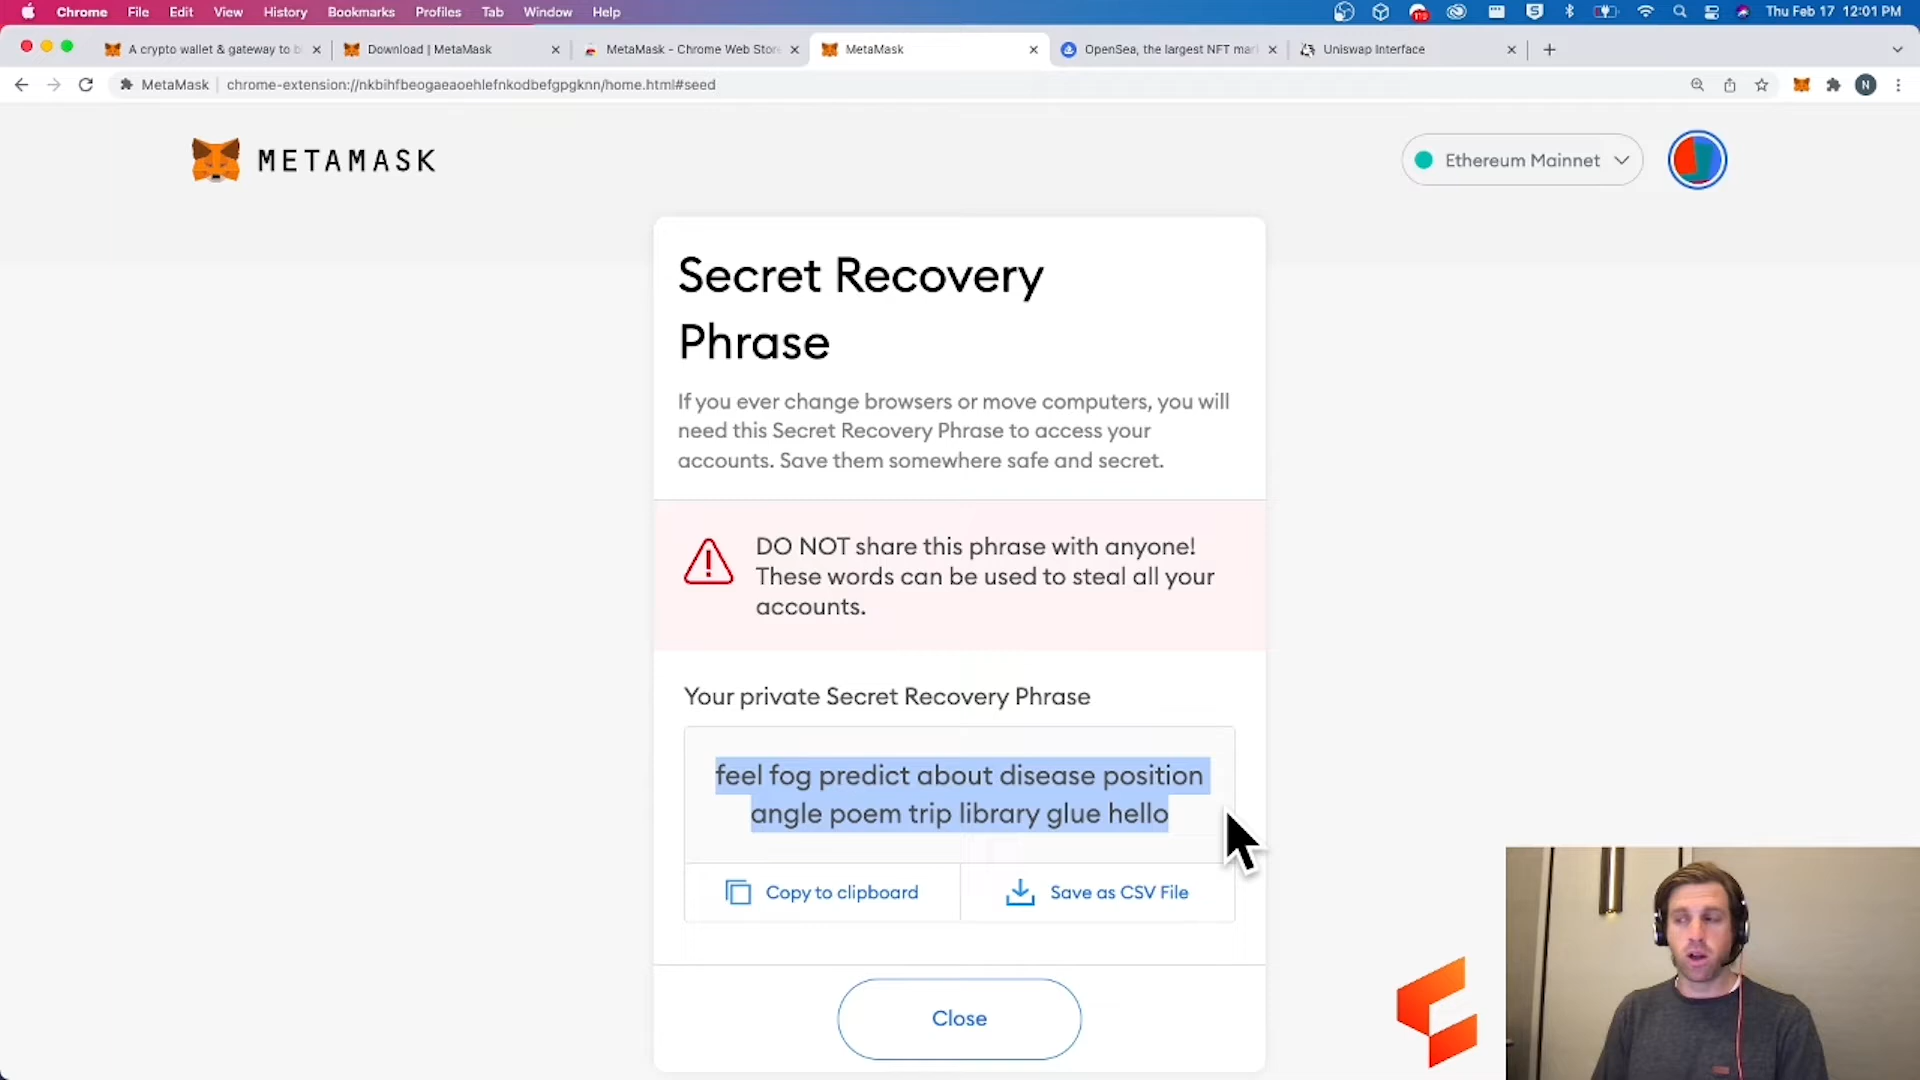 Chrome File Edit View History Bookmarks Profiles Tab Window Help Thu Feb 17 12:01 PM
A crypto wallet & gateway to b Download | MetaMask MetaMask - Chrome Web Store MetaMask OpenSea, the largest NFT mar Uniswap Interface
MetaMask chrome-extension://nkbihfbeogaeaoehlefnkodbefgpgknn/home.html#seed N
METAMASK Ethereum Mainnet
Secret Recovery
Phrase
If you ever change browsers or move computers, you will
need this Secret Recovery Phrase to access your
accounts. Save them somewhere safe and secret.
DO NOT share this phrase with anyone!
These words can be used to steal all your
accounts.
Your private Secret Recovery Phrase
feel fog predict about disease position
angle poem trip library glue hello
Copy to clipboard Save as CSV File
Close